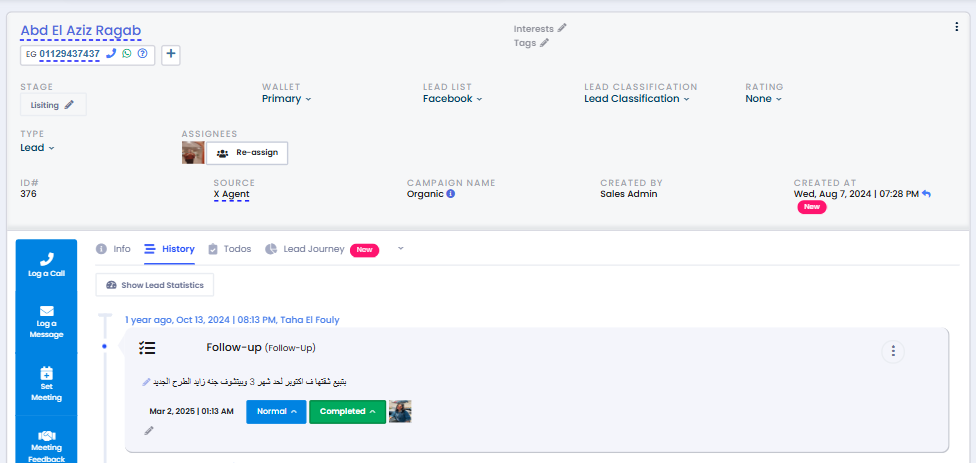 Abd El Aziz Ragab
Interests
Tags
EG 01129437437
STAGE
WALLET
LEAD LIST
LEAD CLASSIFICATION
RATING
Lisiting
Primary
Facebook
Lead Classification
None
TYPE
ASSIGNEES
Lead
Re-assign
ID#
SOURCE
CAMPAIGN NAME
CREATED BY
CREATED AT
376
X Agent
Organic
Sales Admin
Wed, Aug 7, 2024 | 07:28 PM
New
Log a Call
Log a
Message
Set
Meeting
Meeting
Feedback
Info
History
Todos
Lead Journey
New
Show Lead Statistics
1 year ago, Oct 13, 2024 | 08:13 PM, Taha El Fouly
Follow-up (Follow-Up)
بتبيع شقتها ف اكتوبر لحد شهر 3 وبيتشوف جنه زايد الطرح الجديد
Mar 2, 2025 | 01:13 AM
Normal
Completed